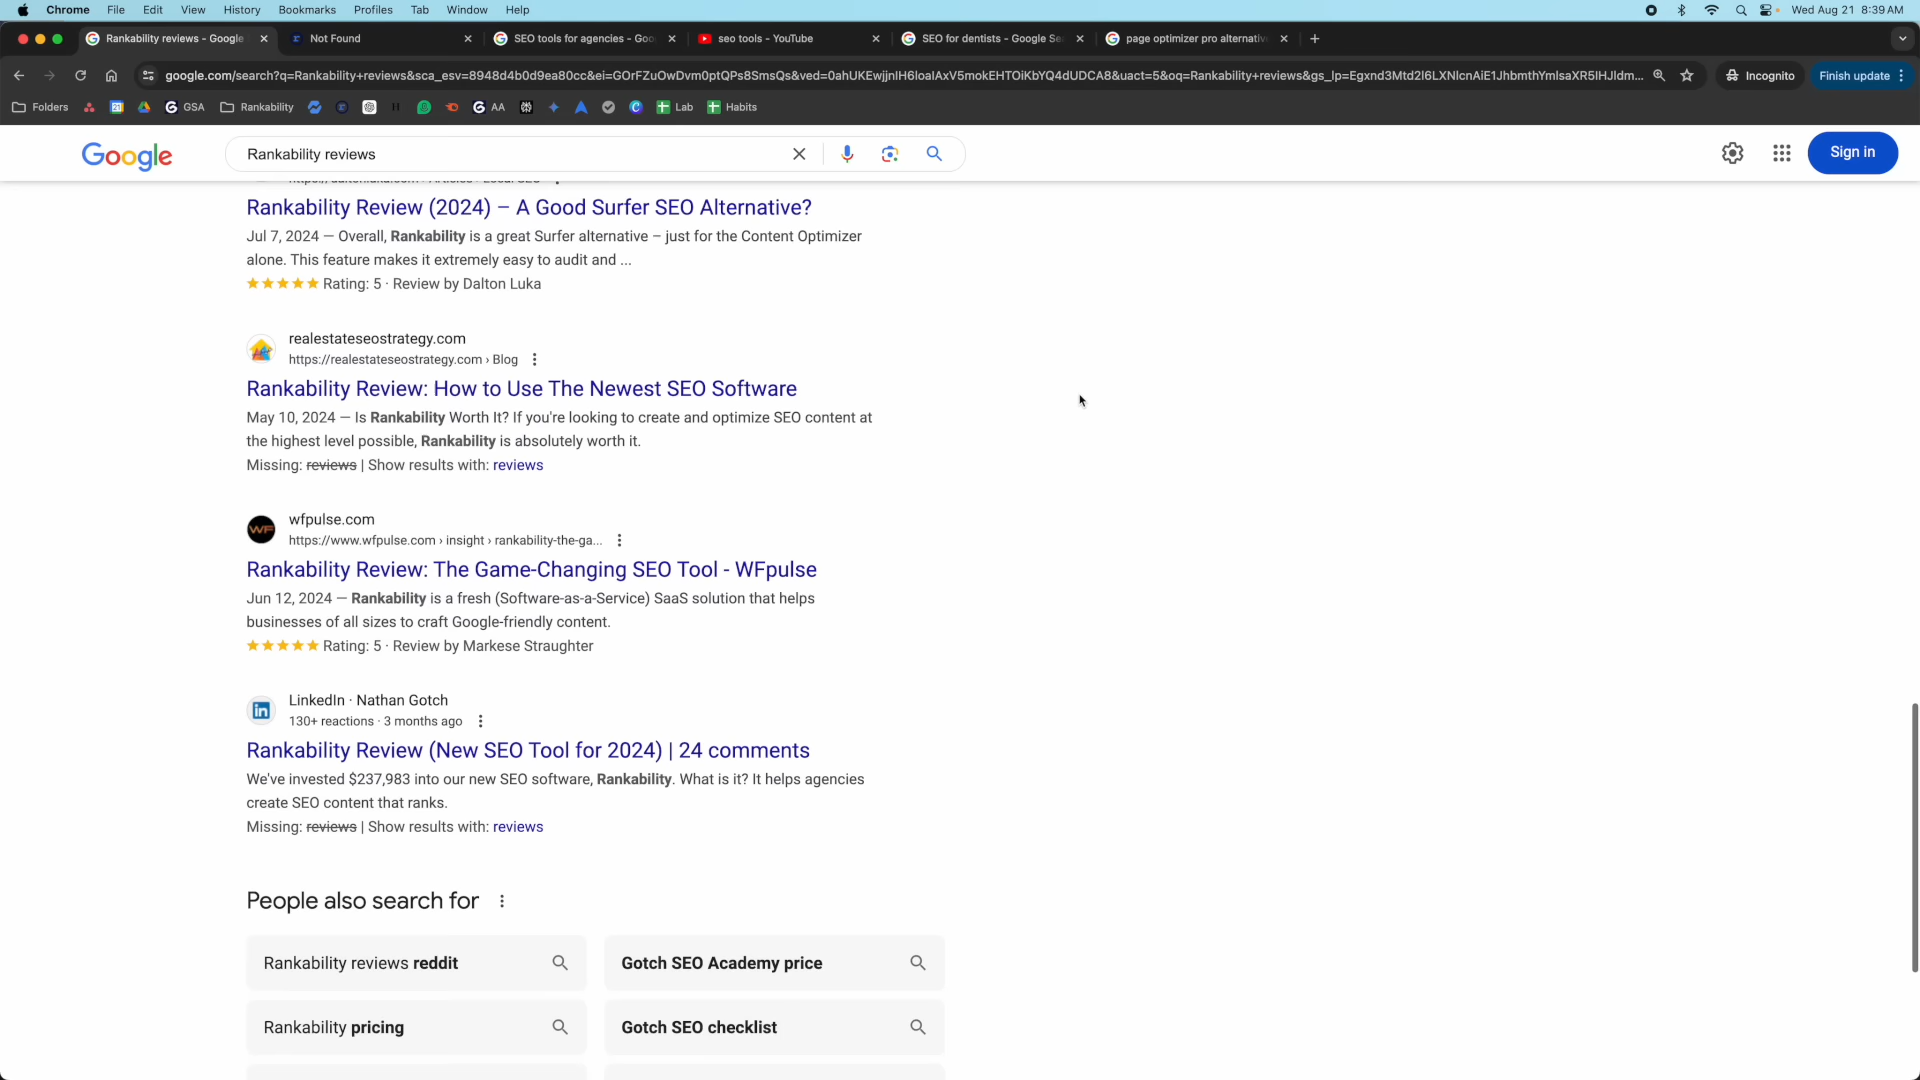 Chrome File Edit View History Bookmarks Profiles Tab Window Help Wed Aug 21 8:39 AM
Rankability reviews - Google Not Found SEO tools for agencies - Goo seo tools - YouTube SEO for dentists - Google Se page optimizer pro alternativ
Incognito Finish update
Folders GSA Rankability AA Lab Habits
Google Rankability reviews Sign in
Rankability Review (2024) – A Good Surfer SEO Alternative?
Jul 7, 2024 — Overall, Rankability is a great Surfer alternative – just for the Content Optimizer
alone. This feature makes it extremely easy to audit and ...
Rating: 5 · Review by Dalton Luka
realestateseostrategy.com
https://realestateseostrategy.com › Blog
Rankability Review: How to Use The Newest SEO Software
May 10, 2024 — Is Rankability Worth It? If you're looking to create and optimize SEO content at
the highest level possible, Rankability is absolutely worth it.
Missing: reviews | Show results with: reviews
WF wfpulse.com
https://www.wfpulse.com › insight › rankability-the-ga...
Rankability Review: The Game-Changing SEO Tool - WFpulse
Jun 12, 2024 — Rankability is a fresh (Software-as-a-Service) SaaS solution that helps
businesses of all sizes to craft Google-friendly content.
Rating: 5 · Review by Markese Straughter
in LinkedIn · Nathan Gotch
130+ reactions · 3 months ago
Rankability Review (New SEO Tool for 2024) | 24 comments
We've invested $237,983 into our new SEO software, Rankability. What is it? It helps agencies
create SEO content that ranks.
Missing: reviews | Show results with: reviews
People also search for
Rankability reviews reddit Gotch SEO Academy price
Rankability pricing Gotch SEO checklist